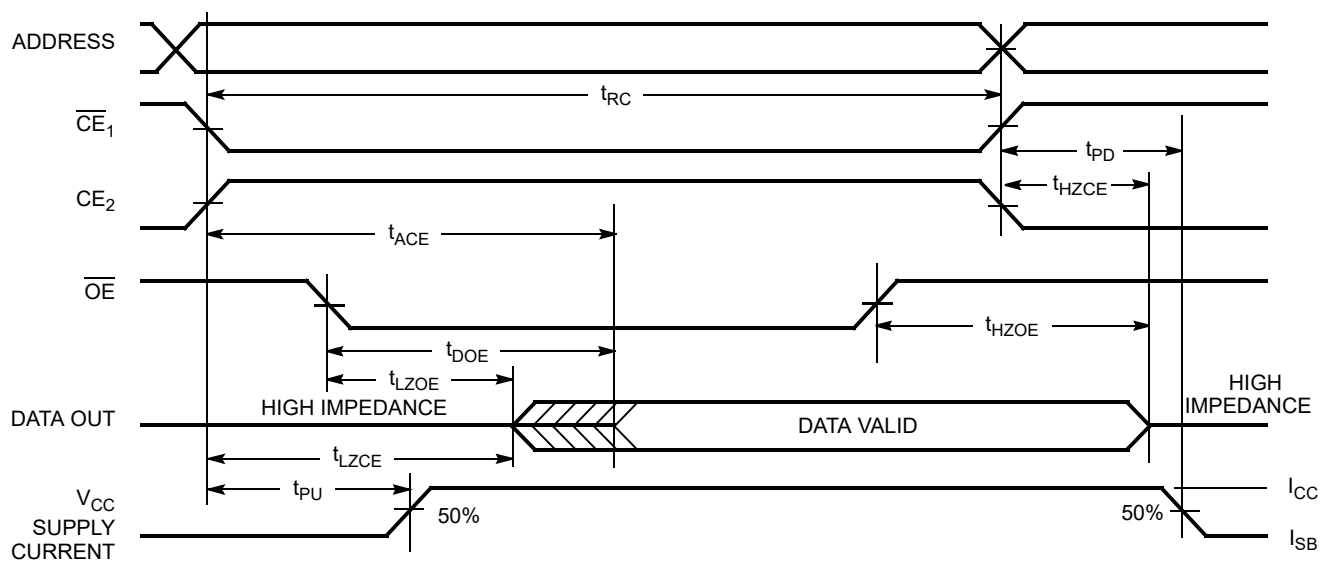 ADDRESS
tRC
CE1
tPD
CE2
tHZCE
tACE
OE
tHZOE
tDOE
tLZOE
HIGH IMPEDANCE
HIGH
IMPEDANCE
DATA OUT
DATA VALID
tLZCE
tPU
VCC
SUPPLY
CURRENT
50%
50%
ICC
ISB